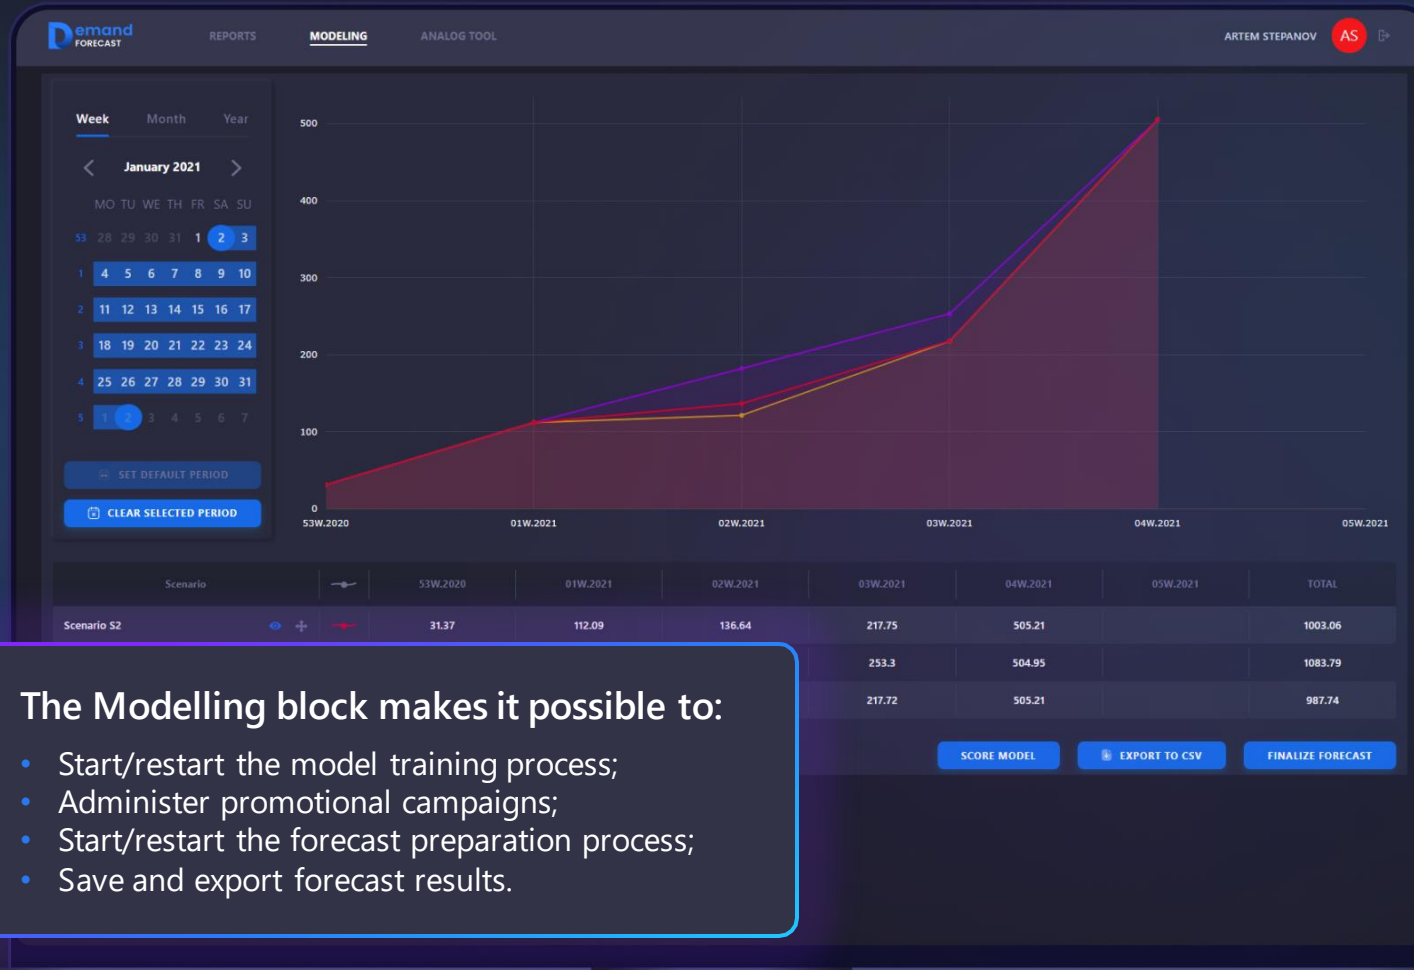 Demand
FORECAST
REPORTS
MODELING
ANALOG TOOL
ARTEM STEPANOV
AS
Week Month Year
January 2021
MO TU WE TH FR SA SU
53 28 29 30 31 1 2 3
1 4 5 6 7 8 9 10
2 11 12 13 14 15 16 17
3 18 19 20 21 22 23 24
4 25 26 27 28 29 30 31
5 1 2 3 4 5 6 7
SET DEFAULT PERIOD
CLEAR SELECTED PERIOD
500
400
300
200
100
0
53W.2020 01W.2021 02W.2021 03W.2021 04W.2021 05W.2021
Scenario 53W.2020 01W.2021 02W.2021 03W.2021 04W.2021 05W.2021 TOTAL
Scenario S2 31.37 112.09 136.64 217.75 505.21 1003.06
253.3 504.95 1083.79
217.72 505.21 987.74
SCORE MODEL
EXPORT TO CSV
FINALIZE FORECAST
The Modelling block makes it possible to:
• Start/restart the model training process;
• Administer promotional campaigns;
• Start/restart the forecast preparation process;
• Save and export forecast results.